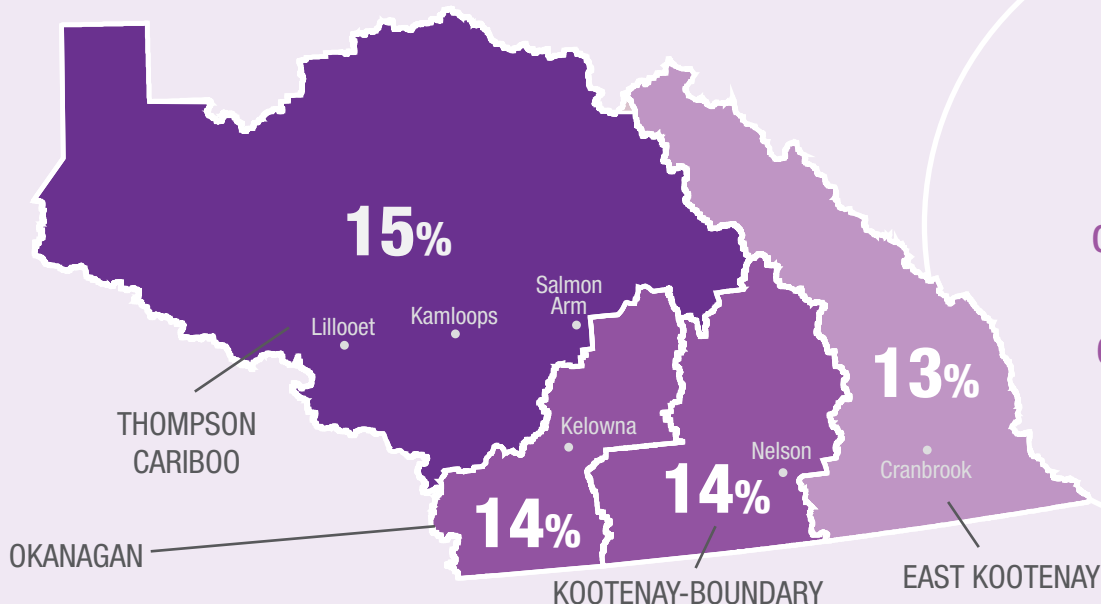 15%
Salmon
Arm
Kamloops
Lillooet
13%
THOMPSON
CARIBOO
Kelowna
Nelson
Cranbrook
14%
14%
OKANAGAN
KOOTENAY-BOUNDARY
EAST KOOTENAY